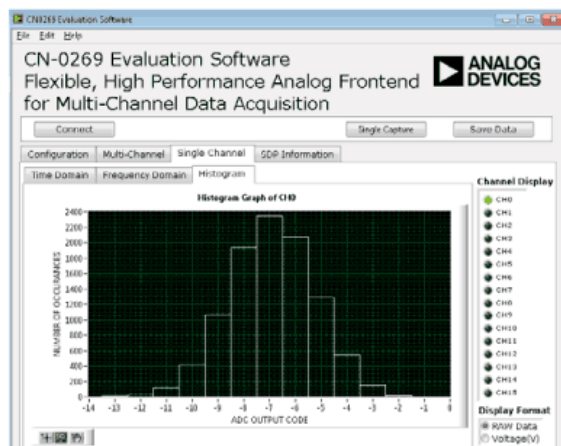 CN0269 Evaluation Software
File Edit Help
CN-0269 Evaluation Software
Flexible, High Performance Analog Frontend
for Multi-Channel Data Acquisition
ANALOG
DEVICES
Connect
Single Capture
Save Data
Configuration Multi-Channel Single Channel SDP Information
Time Domain Frequency Domain Histogram
Histogram Graph of CH0
NUMBER OF OCCURANCES
2400
2200
2000
1800
1600
1400
1200
1000
800
600
400
200
0
-14 -13 -12 -11 -10 -9 -8 -7 -6 -5 -4 -3 -2 -1 0
ADC OUTPUT CODE
Channel Display
CH0
CH1
CH2
CH3
CH4
CH5
CH6
CH7
CH8
CH9
CH10
CH11
CH12
CH13
CH14
CH15
Display Format
RAW Data
Voltage(V)